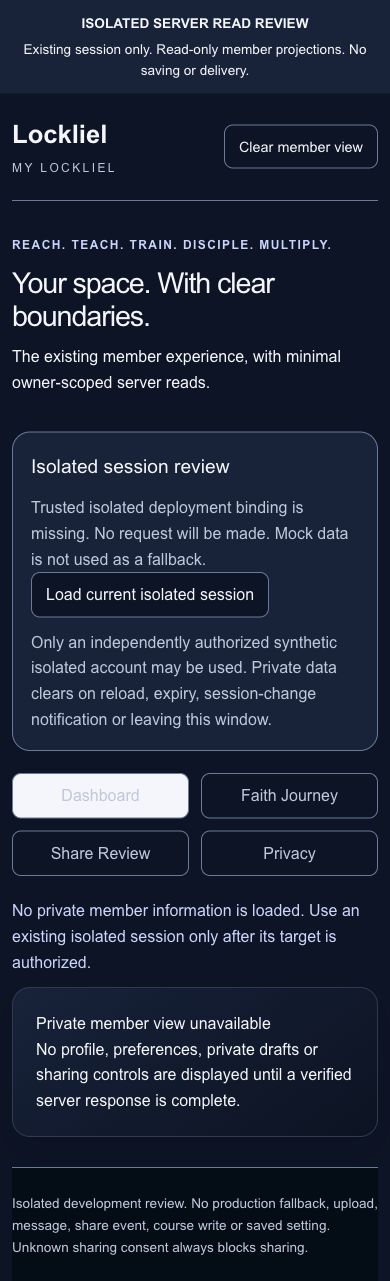 ISOLATED SERVER READ REVIEW
Existing session only. Read-only member projections. No
saving or delivery.
Lockliel
MY LOCKLIEL
Clear member view
REACH. TEACH. TRAIN. DISCIPLE. MULTIPLY.
Your space. With clear
boundaries.
The existing member experience, with minimal
owner-scoped server reads.
Isolated session review
Trusted isolated deployment binding is
missing. No request will be made. Mock data
is not used as a fallback.
Load current isolated session
Only an independently authorized synthetic
isolated account may be used. Private data
clears on reload, expiry, session-change
notification or leaving this window.
Dashboard
Faith Journey
Share Review
Privacy
No private member information is loaded. Use an
existing isolated session only after its target is
authorized.
Private member view unavailable
No profile, preferences, private drafts or
sharing controls are displayed until a verified
server response is complete.
Isolated development review. No production fallback, upload,
message, share event, course write or saved setting.
Unknown sharing consent always blocks sharing.